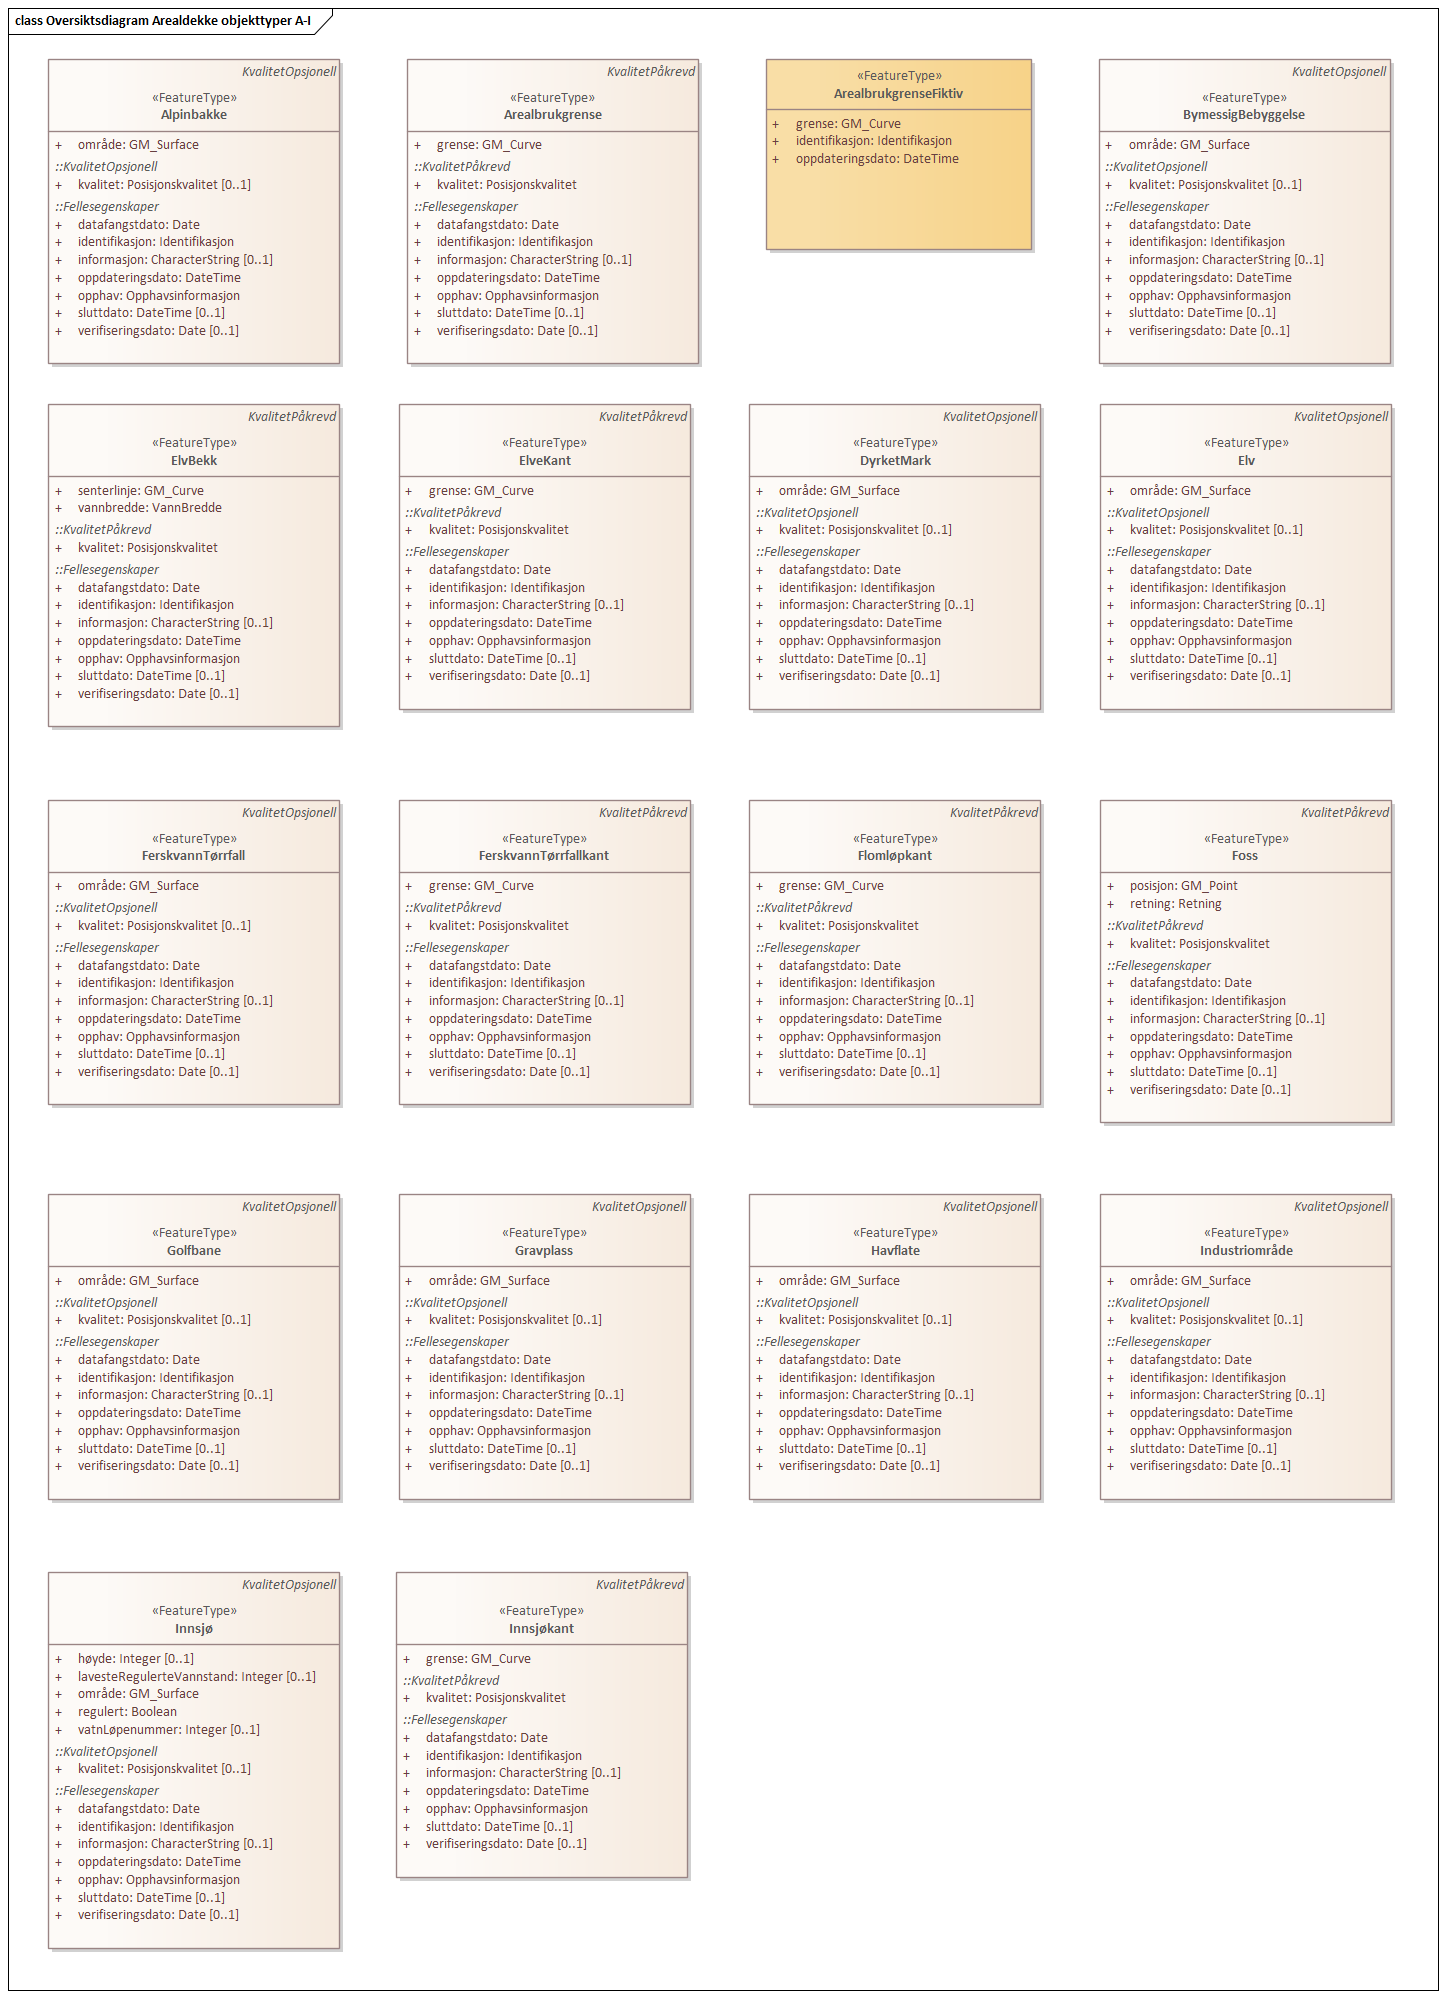 class Oversiktsdiagram Arealdekke objekttyper A-I
KvalitetOpsjonell
«FeatureType»
Alpinbakke
+ område: GM_Surface
::KvalitetOpsjonell
+ kvalitet: Posisjonskvalitet [0..1]
::Fellesegenskaper
+ datafangstdato: Date
+ identifikasjon: Identifikasjon
+ informasjon: CharacterString [0..1]
+ oppdateringsdato: DateTime
+ opphav: Opphavsinformasjon
+ sluttdato: DateTime [0..1]
+ verifiseringsdato: Date [0..1]
KvalitetPåkrevd
«FeatureType»
Arealbrukgrense
+ grense: GM_Curve
::KvalitetPåkrevd
+ kvalitet: Posisjonskvalitet
::Fellesegenskaper
+ datafangstdato: Date
+ identifikasjon: Identifikasjon
+ informasjon: CharacterString [0..1]
+ oppdateringsdato: DateTime
+ opphav: Opphavsinformasjon
+ sluttdato: DateTime [0..1]
+ verifiseringsdato: Date [0..1]
«FeatureType»
ArealbrukgrenseFiktiv
+ grense: GM_Curve
+ identifikasjon: Identifikasjon
+ oppdateringsdato: DateTime
KvalitetOpsjonell
«FeatureType»
BymessigBebyggelse
+ område: GM_Surface
::KvalitetOpsjonell
+ kvalitet: Posisjonskvalitet [0..1]
::Fellesegenskaper
+ datafangstdato: Date
+ identifikasjon: Identifikasjon
+ informasjon: CharacterString [0..1]
+ oppdateringsdato: DateTime
+ opphav: Opphavsinformasjon
+ sluttdato: DateTime [0..1]
+ verifiseringsdato: Date [0..1]
KvalitetPåkrevd
«FeatureType»
ElvBekk
+ senterlinje: GM_Curve
+ vannbredde: VannBredde
::KvalitetPåkrevd
+ kvalitet: Posisjonskvalitet
::Fellesegenskaper
+ datafangstdato: Date
+ identifikasjon: Identifikasjon
+ informasjon: CharacterString [0..1]
+ oppdateringsdato: DateTime
+ opphav: Opphavsinformasjon
+ sluttdato: DateTime [0..1]
+ verifiseringsdato: Date [0..1]
KvalitetPåkrevd
«FeatureType»
ElveKant
+ grense: GM_Curve
::KvalitetPåkrevd
+ kvalitet: Posisjonskvalitet
::Fellesegenskaper
+ datafangstdato: Date
+ identifikasjon: Identifikasjon
+ informasjon: CharacterString [0..1]
+ oppdateringsdato: DateTime
+ opphav: Opphavsinformasjon
+ sluttdato: DateTime [0..1]
+ verifiseringsdato: Date [0..1]
KvalitetOpsjonell
«FeatureType»
DyrketMark
+ område: GM_Surface
::KvalitetOpsjonell
+ kvalitet: Posisjonskvalitet [0..1]
::Fellesegenskaper
+ datafangstdato: Date
+ identifikasjon: Identifikasjon
+ informasjon: CharacterString [0..1]
+ oppdateringsdato: DateTime
+ opphav: Opphavsinformasjon
+ sluttdato: DateTime [0..1]
+ verifiseringsdato: Date [0..1]
KvalitetOpsjonell
«FeatureType»
Elv
+ område: GM_Surface
::KvalitetOpsjonell
+ kvalitet: Posisjonskvalitet [0..1]
::Fellesegenskaper
+ datafangstdato: Date
+ identifikasjon: Identifikasjon
+ informasjon: CharacterString [0..1]
+ oppdateringsdato: DateTime
+ opphav: Opphavsinformasjon
+ sluttdato: DateTime [0..1]
+ verifiseringsdato: Date [0..1]
KvalitetOpsjonell
«FeatureType»
FerskvannTørrfall
+ område: GM_Surface
::KvalitetOpsjonell
+ kvalitet: Posisjonskvalitet [0..1]
::Fellesegenskaper
+ datafangstdato: Date
+ identifikasjon: Identifikasjon
+ informasjon: CharacterString [0..1]
+ oppdateringsdato: DateTime
+ opphav: Opphavsinformasjon
+ sluttdato: DateTime [0..1]
+ verifiseringsdato: Date [0..1]
KvalitetPåkrevd
«FeatureType»
FerskvannTørrfallkant
+ grense: GM_Curve
::KvalitetPåkrevd
+ kvalitet: Posisjonskvalitet
::Fellesegenskaper
+ datafangstdato: Date
+ identifikasjon: Identifikasjon
+ informasjon: CharacterString [0..1]
+ oppdateringsdato: DateTime
+ opphav: Opphavsinformasjon
+ sluttdato: DateTime [0..1]
+ verifiseringsdato: Date [0..1]
KvalitetPåkrevd
«FeatureType»
Flomløpkant
+ grense: GM_Curve
::KvalitetPåkrevd
+ kvalitet: Posisjonskvalitet
::Fellesegenskaper
+ datafangstdato: Date
+ identifikasjon: Identifikasjon
+ informasjon: CharacterString [0..1]
+ oppdateringsdato: DateTime
+ opphav: Opphavsinformasjon
+ sluttdato: DateTime [0..1]
+ verifiseringsdato: Date [0..1]
KvalitetPåkrevd
«FeatureType»
Foss
+ posisjon: GM_Point
+ retning: Retning
::KvalitetPåkrevd
+ kvalitet: Posisjonskvalitet
::Fellesegenskaper
+ datafangstdato: Date
+ identifikasjon: Identifikasjon
+ informasjon: CharacterString [0..1]
+ oppdateringsdato: DateTime
+ opphav: Opphavsinformasjon
+ sluttdato: DateTime [0..1]
+ verifiseringsdato: Date [0..1]
KvalitetOpsjonell
«FeatureType»
Golfbane
+ område: GM_Surface
::KvalitetOpsjonell
+ kvalitet: Posisjonskvalitet [0..1]
::Fellesegenskaper
+ datafangstdato: Date
+ identifikasjon: Identifikasjon
+ informasjon: CharacterString [0..1]
+ oppdateringsdato: DateTime
+ opphav: Opphavsinformasjon
+ sluttdato: DateTime [0..1]
+ verifiseringsdato: Date [0..1]
KvalitetOpsjonell
«FeatureType»
Gravplass
+ område: GM_Surface
::KvalitetOpsjonell
+ kvalitet: Posisjonskvalitet [0..1]
::Fellesegenskaper
+ datafangstdato: Date
+ identifikasjon: Identifikasjon
+ informasjon: CharacterString [0..1]
+ oppdateringsdato: DateTime
+ opphav: Opphavsinformasjon
+ sluttdato: DateTime [0..1]
+ verifiseringsdato: Date [0..1]
KvalitetOpsjonell
«FeatureType»
Havflate
+ område: GM_Surface
::KvalitetOpsjonell
+ kvalitet: Posisjonskvalitet [0..1]
::Fellesegenskaper
+ datafangstdato: Date
+ identifikasjon: Identifikasjon
+ informasjon: CharacterString [0..1]
+ oppdateringsdato: DateTime
+ opphav: Opphavsinformasjon
+ sluttdato: DateTime [0..1]
+ verifiseringsdato: Date [0..1]
KvalitetOpsjonell
«FeatureType»
Industriområde
+ område: GM_Surface
::KvalitetOpsjonell
+ kvalitet: Posisjonskvalitet [0..1]
::Fellesegenskaper
+ datafangstdato: Date
+ identifikasjon: Identifikasjon
+ informasjon: CharacterString [0..1]
+ oppdateringsdato: DateTime
+ opphav: Opphavsinformasjon
+ sluttdato: DateTime [0..1]
+ verifiseringsdato: Date [0..1]
KvalitetOpsjonell
«FeatureType»
Innsjø
+ høyde: Integer [0..1]
+ lavesteRegulerteVannstand: Integer [0..1]
+ område: GM_Surface
+ regulert: Boolean
+ vatnLøpenummer: Integer [0..1]
::KvalitetOpsjonell
+ kvalitet: Posisjonskvalitet [0..1]
::Fellesegenskaper
+ datafangstdato: Date
+ identifikasjon: Identifikasjon
+ informasjon: CharacterString [0..1]
+ oppdateringsdato: DateTime
+ opphav: Opphavsinformasjon
+ sluttdato: DateTime [0..1]
+ verifiseringsdato: Date [0..1]
KvalitetPåkrevd
«FeatureType»
Innsjøkant
+ grense: GM_Curve
::KvalitetPåkrevd
+ kvalitet: Posisjonskvalitet
::Fellesegenskaper
+ datafangstdato: Date
+ identifikasjon: Identifikasjon
+ informasjon: CharacterString [0..1]
+ oppdateringsdato: DateTime
+ opphav: Opphavsinformasjon
+ sluttdato: DateTime [0..1]
+ verifiseringsdato: Date [0..1]